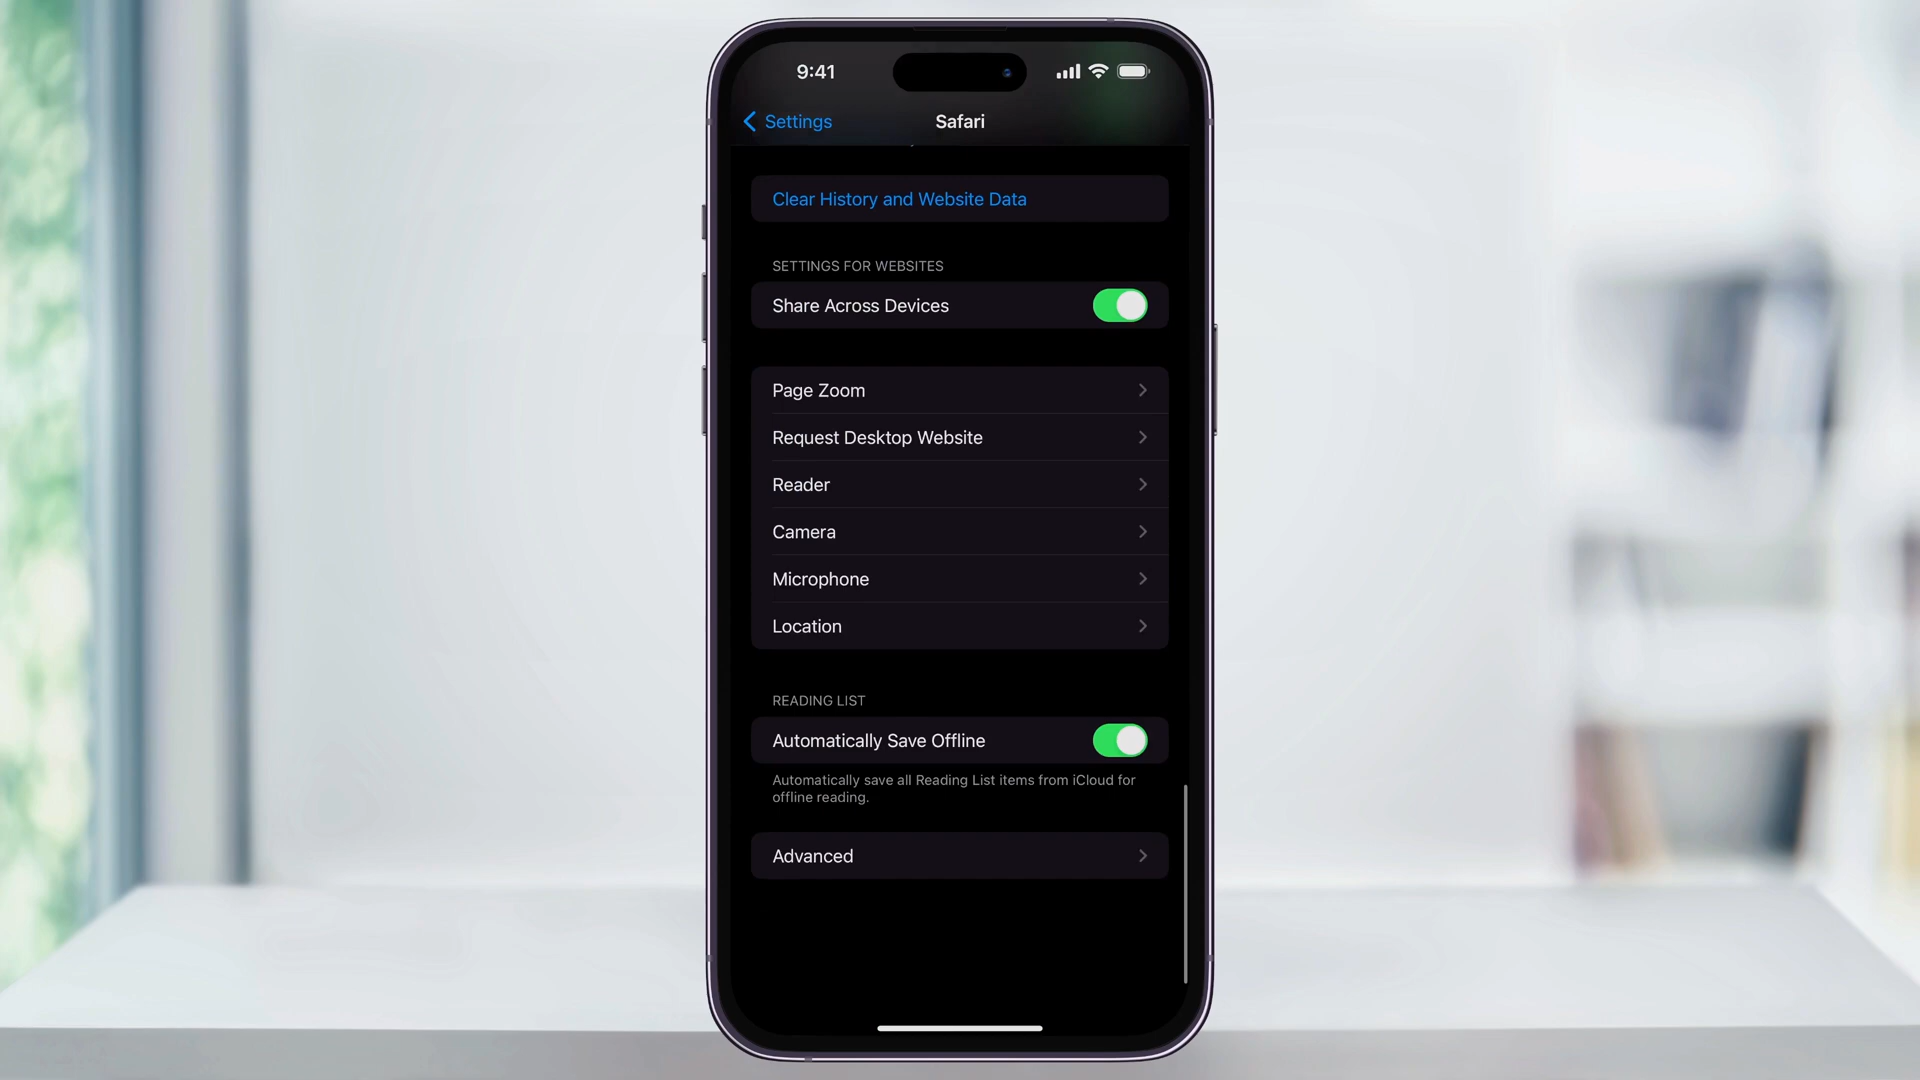 9:41
Settings
Safari
Clear History and Website Data
SETTINGS FOR WEBSITES
Share Across Devices
Page Zoom
Request Desktop Website
Reader
Camera
Microphone
Location
READING LIST
Automatically Save Offline
Automatically save all Reading List items from iCloud for
offline reading.
Advanced